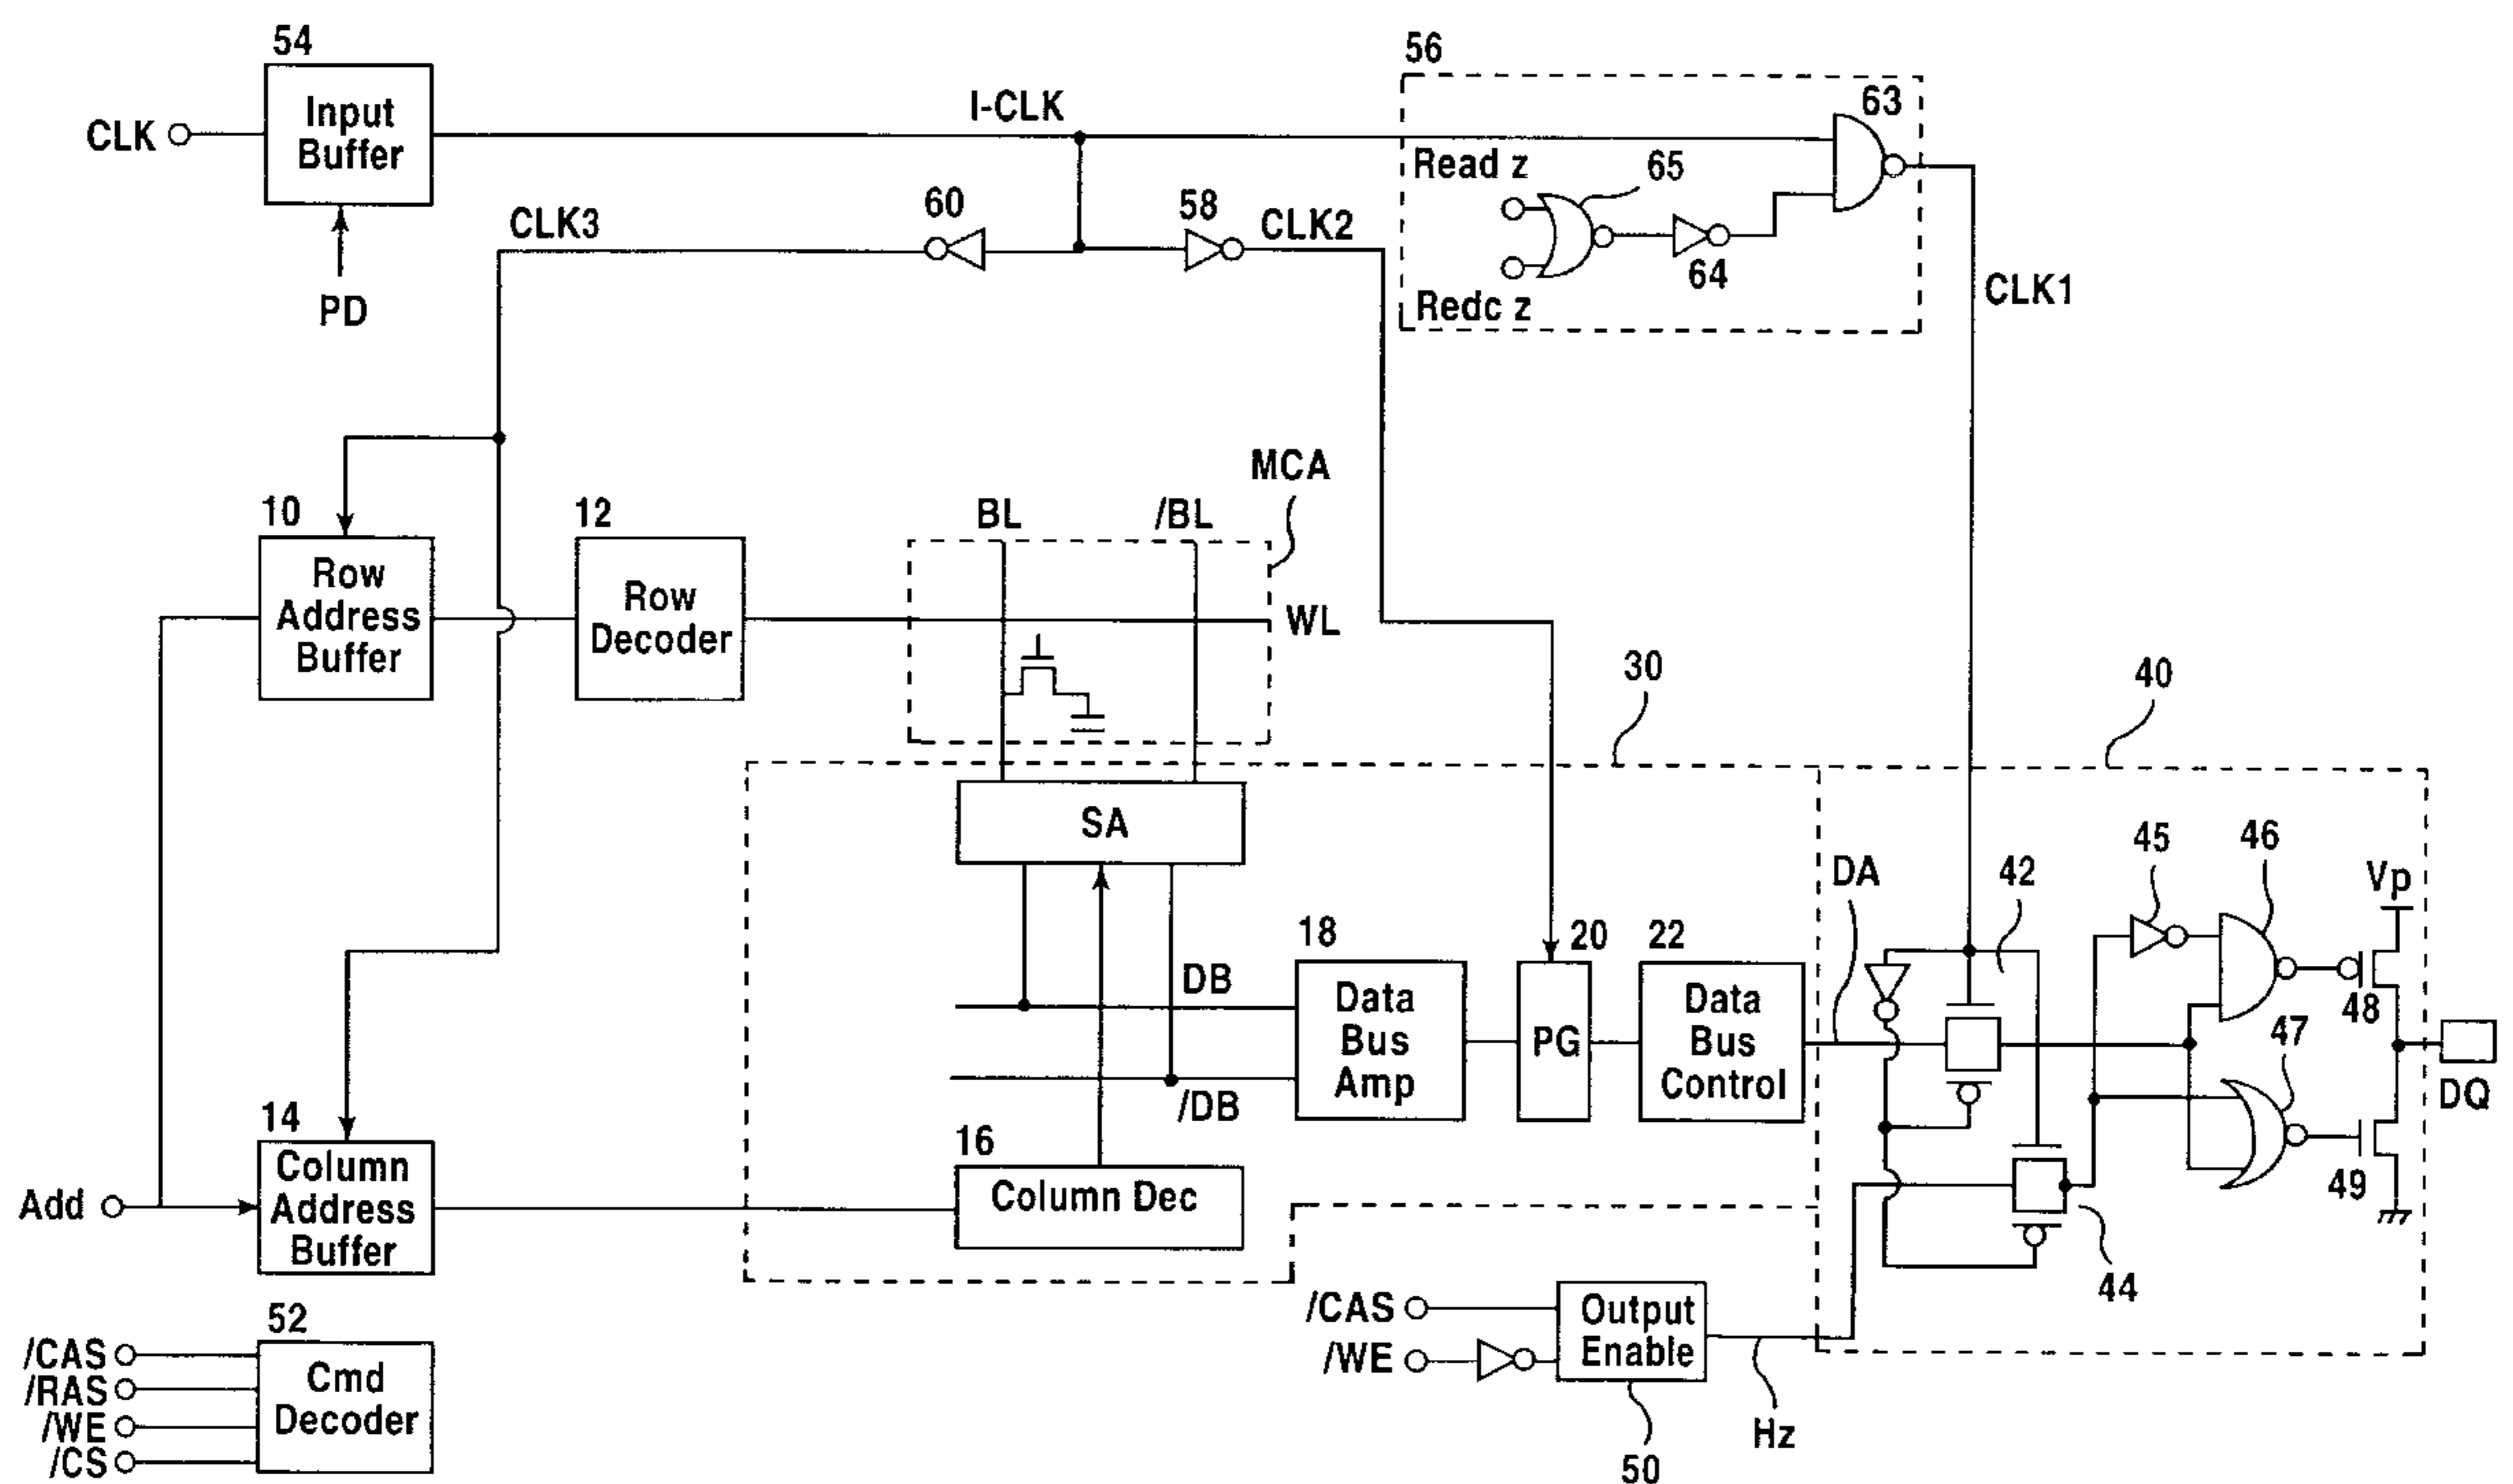 54
56
CLK
Input
Buffer
I-CLK
63
Read z
65
PD
CLK3
60
58
CLK2
64
Redc z
CLK1
MCA
10
12
BL
/BL
Row
Address
Buffer
Row
Decoder
WL
30
40
SA
DA
42
45
46
Vp
18
20
22
DB
Data
Bus
Amp
PG
Data
Bus
Control
48
47
/DB
DQ
14
16
Add
Column
Address
Buffer
Column Dec
49
44
/CAS
/WE
Output
Enable
Hz
50
52
/CAS
/RAS
/WE
/CS
Cmd
Decoder